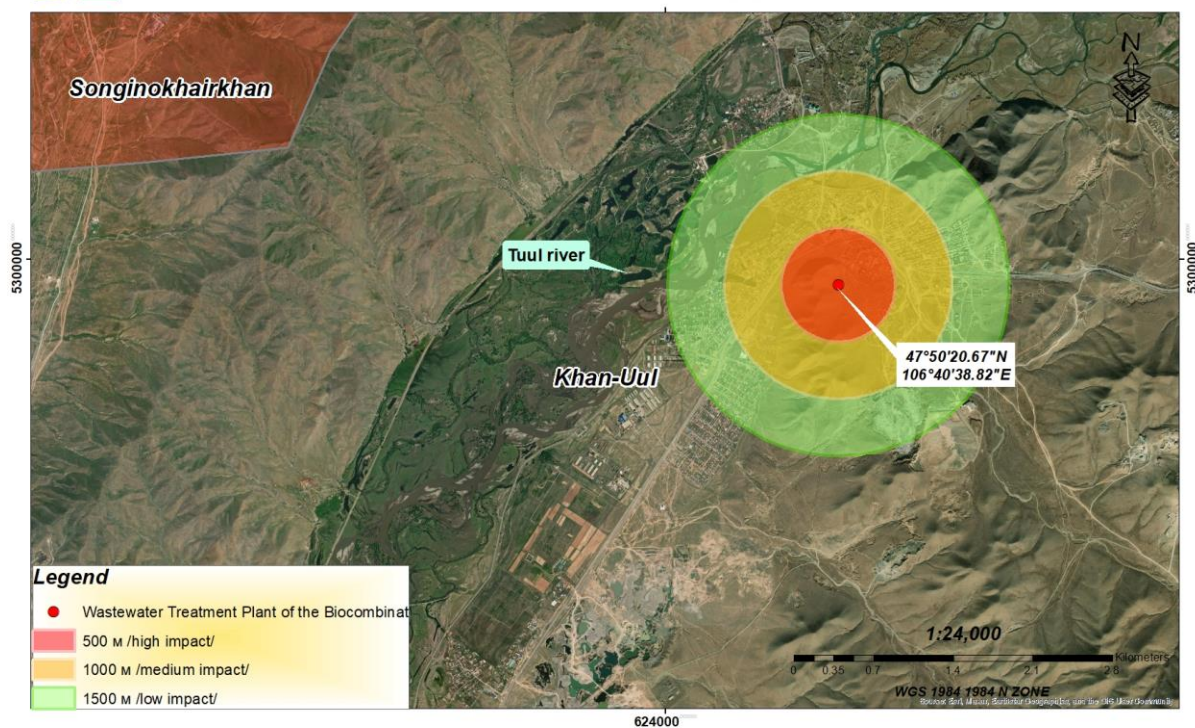 624000
Songinokhairkhan
N
5300000
5300000
Tuul river
47°50'20.67"N
106°40'38.82"E
Khan-Uul
Legend
Wastewater Treatment Plant of the Biocombinat
500 м /high impact/
1000 м /medium impact/
1500 м /low impact/
1:24,000
Kilometers
0 0.35 0.7 1.4 2.1 2.8
WGS 1984 1984 N ZONE
624000